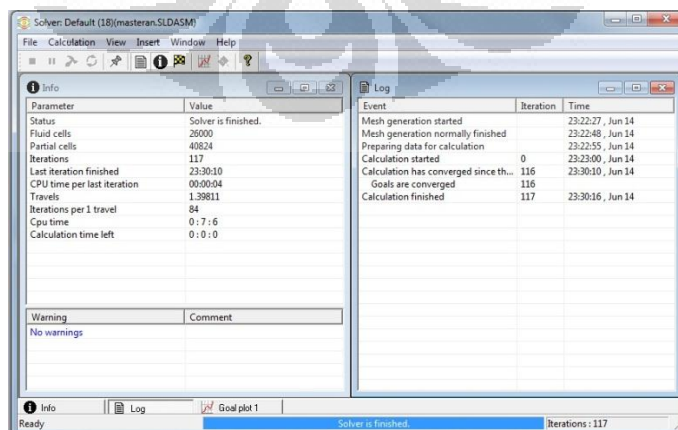 Solver: Default (18)(masteran.SLDASM)
File Calculation View Insert Window Help
Info
Parameter Value
Status Solver is finished.
Fluid cells 26000
Partial cells 40824
Iterations 117
Last iteration finished 23:30:10
CPU time per last iteration 00:00:04
Travels 1.39811
Iterations per 1 travel 84
Cpu time 0 : 7 : 6
Calculation time left 0 : 0 : 0
Warning Comment
No warnings
Log
Event Iteration Time
Mesh generation started 23:22:27 , Jun 14
Mesh generation normally finished 23:22:48 , Jun 14
Preparing data for calculation 23:22:55 , Jun 14
Calculation started 0 23:23:00 , Jun 14
Calculation has converged since th... 116 23:30:10 , Jun 14
Goals are converged 116
Calculation finished 117 23:30:16 , Jun 14
Info Log Goal plot 1
Ready Solver is finished. Iterations : 117